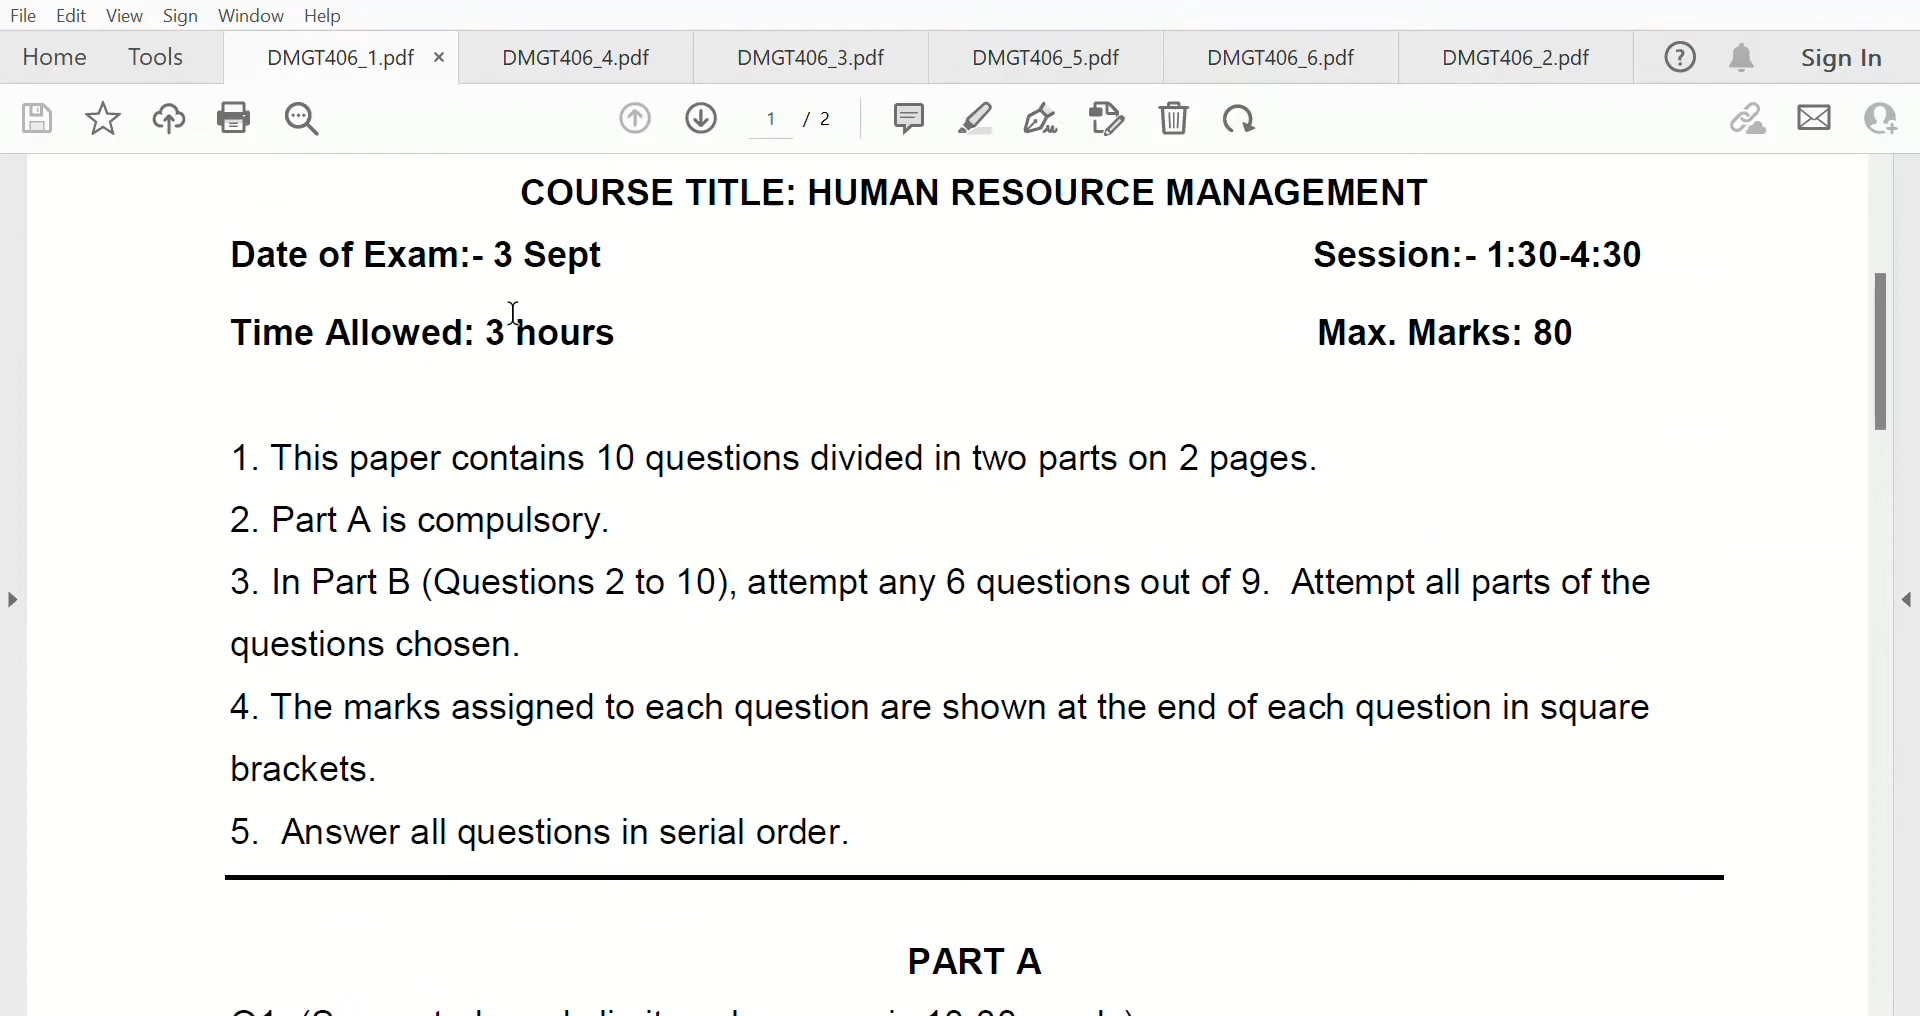 File Edit View Sign Window Help
Home Tools DMGT406_1.pdf × DMGT406_4.pdf DMGT406_3.pdf DMGT406_5.pdf DMGT406_6.pdf DMGT406_2.pdf ? Sign In
1 / 2
COURSE TITLE: HUMAN RESOURCE MANAGEMENT
Date of Exam:- 3 Sept Session:- 1:30-4:30
Time Allowed: 3 hours Max. Marks: 80
1. This paper contains 10 questions divided in two parts on 2 pages.
2. Part A is compulsory.
3. In Part B (Questions 2 to 10), attempt any 6 questions out of 9. Attempt all parts of the
questions chosen.
4. The marks assigned to each question are shown at the end of each question in square
brackets.
5. Answer all questions in serial order.
PART A